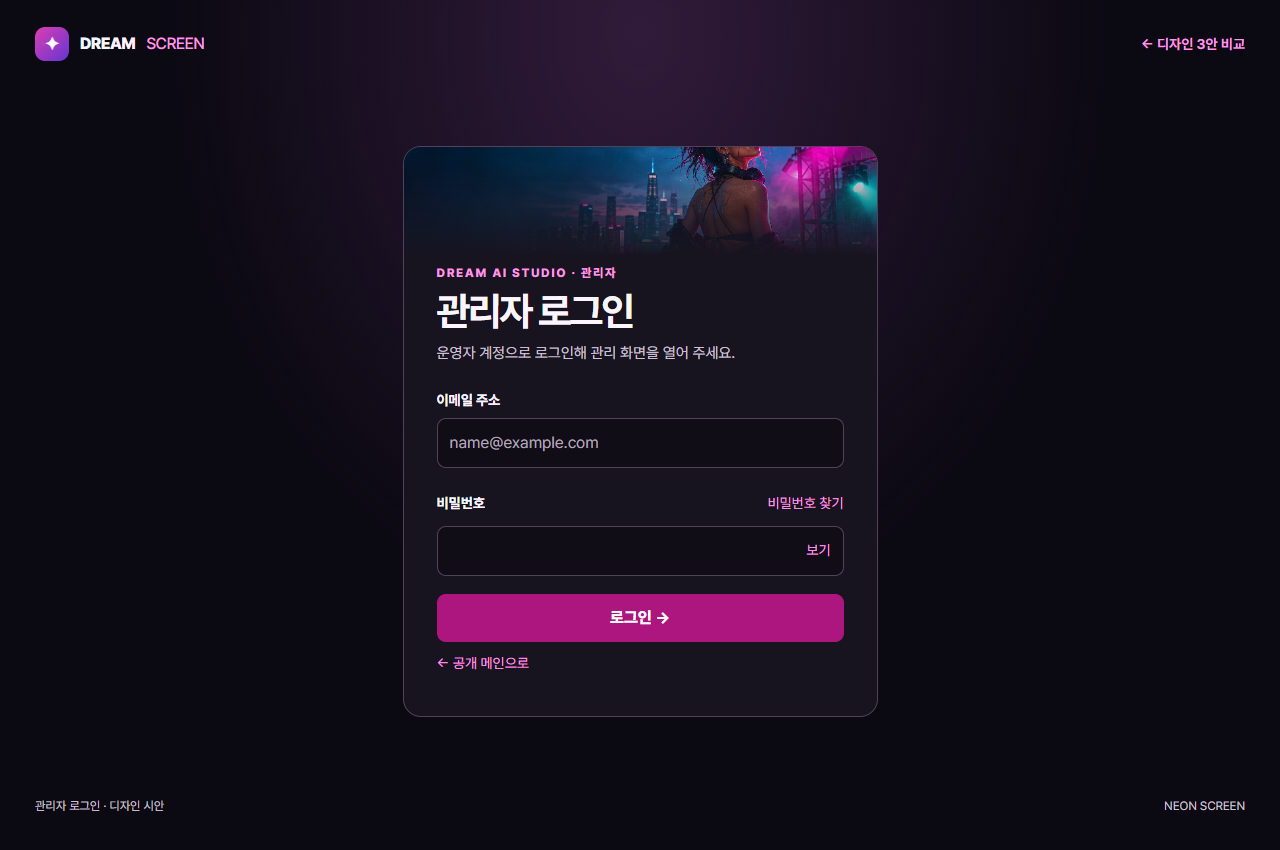 DREAM SCREEN
← 디자인 3안 비교
DREAM AI STUDIO · 관리자
관리자 로그인
운영자 계정으로 로그인해 관리 화면을 열어 주세요.
이메일 주소
name@example.com
비밀번호
비밀번호 찾기
보기
로그인 →
← 공개 메인으로
관리자 로그인 · 디자인 시안
NEON SCREEN